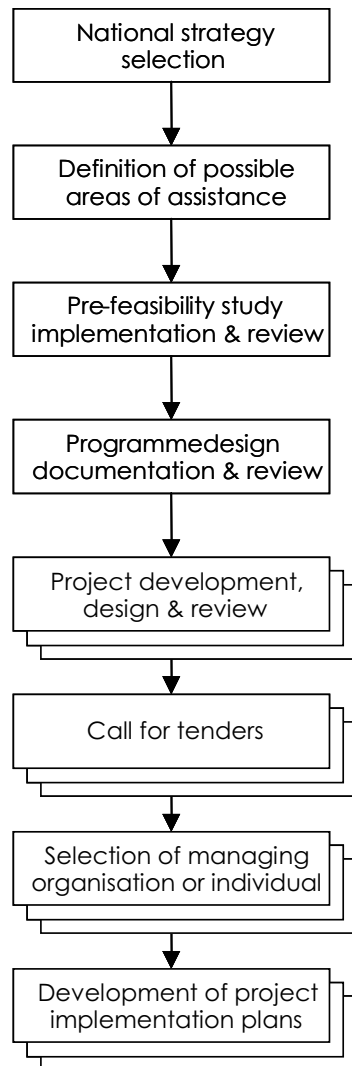 National strategy
selection
Definition of possible
areas of assistance
Pre-feasibility study
implementation & review
Programmedesign
documentation & review
Project development,
design & review
Call for tenders
Selection of managing
organisation or individual
Development of project
implementation plans